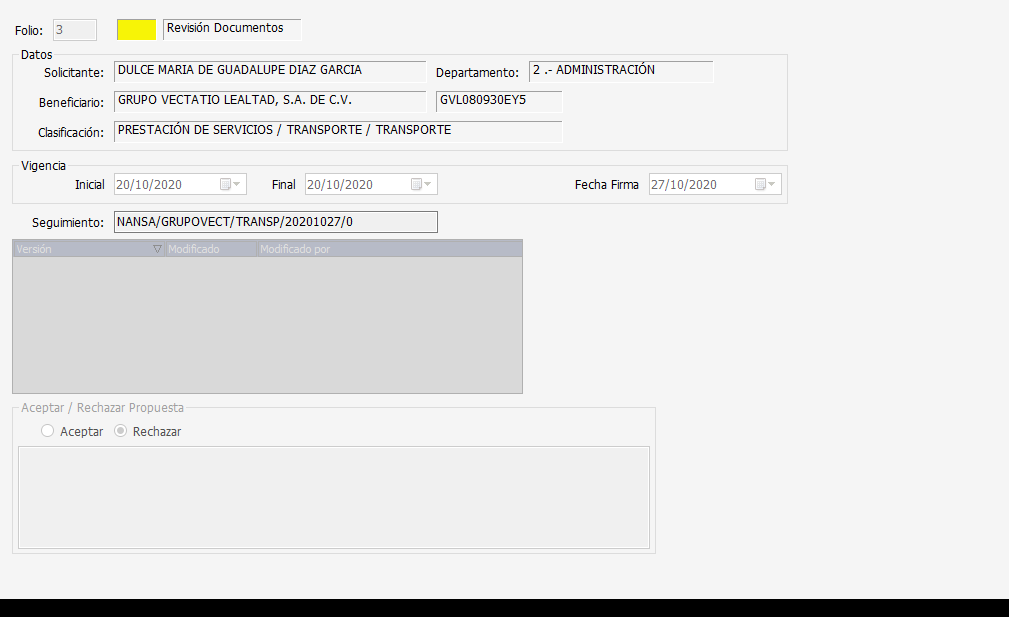 Folio: 3 Revisión Documentos
Datos
Solicitante: DULCE MARIA DE GUADALUPE DIAZ GARCIA Departamento: 2 .- ADMINISTRACIÓN
Beneficiario: GRUPO VECTATIO LEALTAD, S.A. DE C.V. GVL080930EY5
Clasificación: PRESTACIÓN DE SERVICIOS / TRANSPORTE / TRANSPORTE
Vigencia
Inicial 20/10/2020 Final 20/10/2020 Fecha Firma 27/10/2020
Seguimiento: NANSA/GRUPOVECT/TRANSP/20201027/0
Versión Modificado Modificado por
Aceptar / Rechazar Propuesta
Aceptar Rechazar